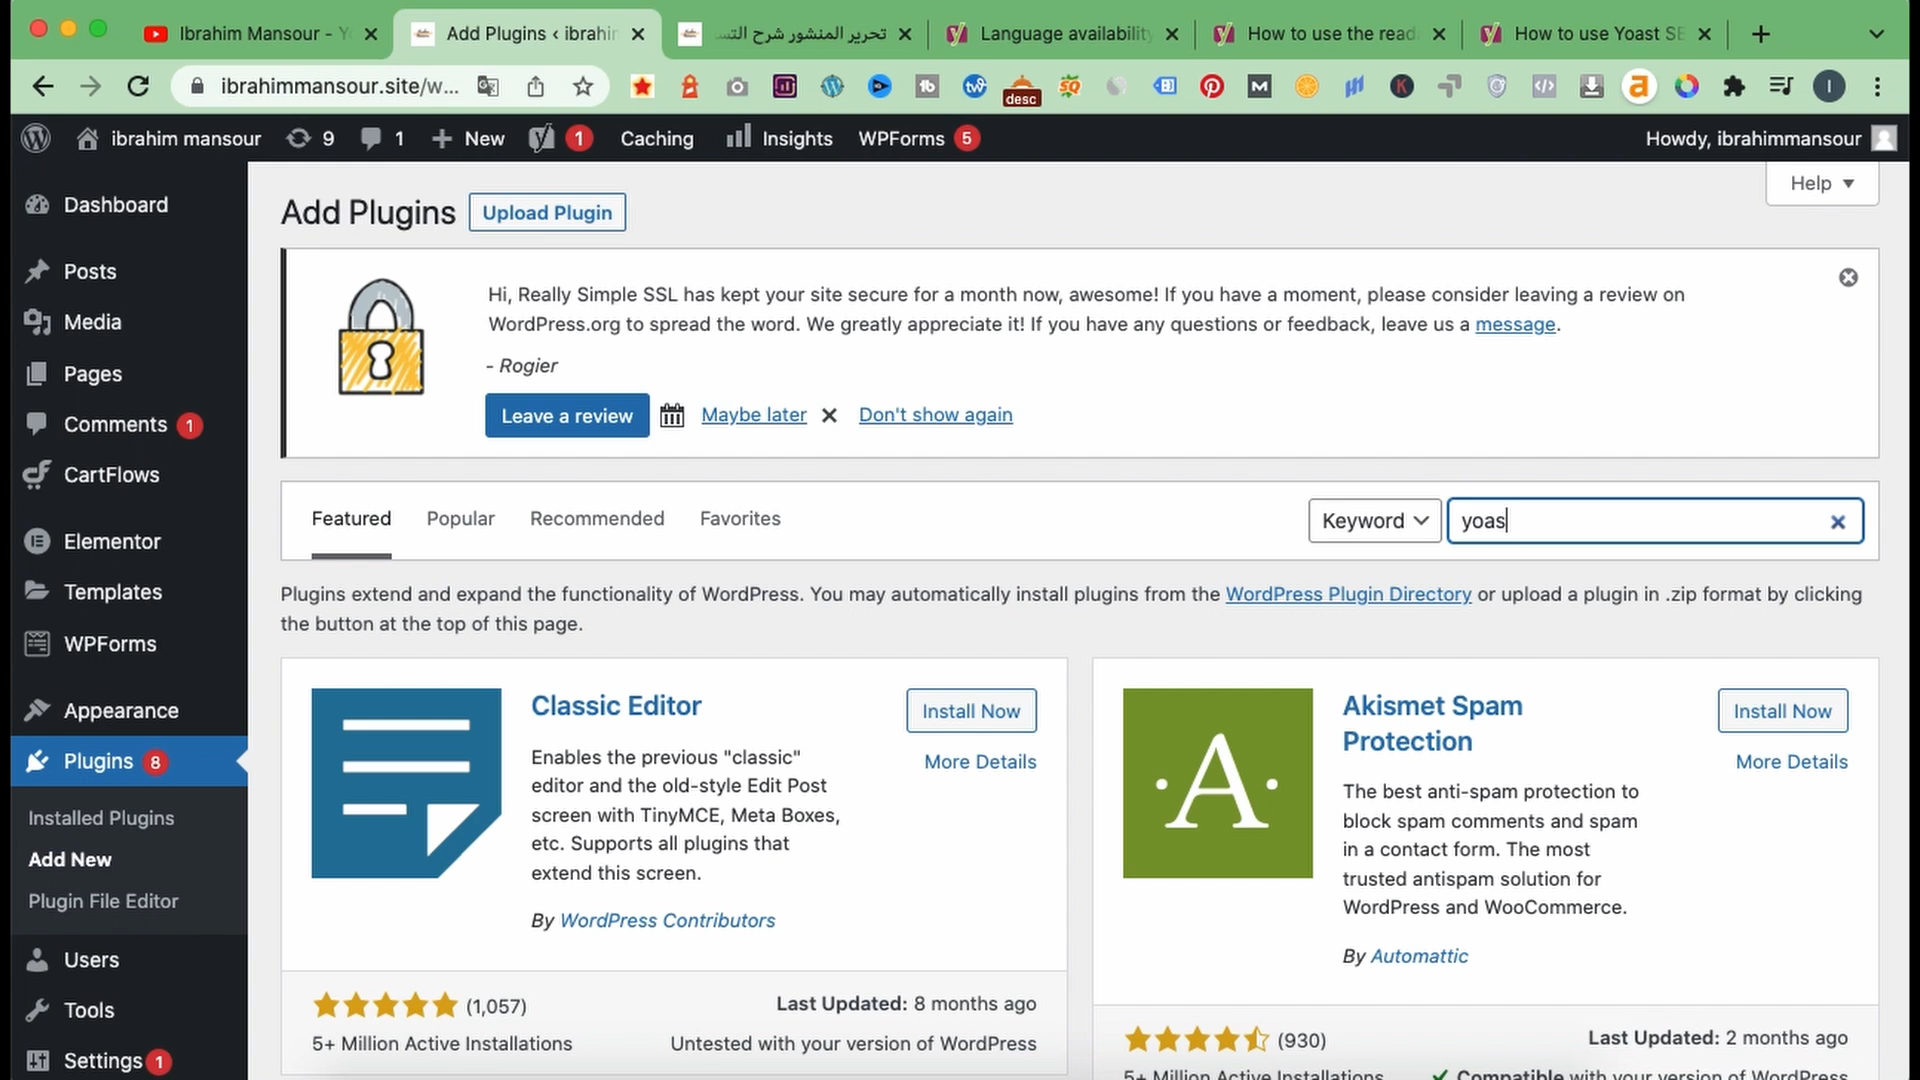 Ibrahim Mansour - Y
Add Plugins ‹ ibrahim
تحرير المنشور شرح الت
Language availability
How to use the read
How to use Yoast SE
ibrahimmansour.site/w...
desc
ibrahim mansour
9
1
New
1
Caching
Insights
WPForms 5
Howdy, ibrahimmansour
Help
Dashboard
Posts
Media
Pages
Comments 1
CartFlows
Elementor
Templates
WPForms
Appearance
Plugins 8
Installed Plugins
Add New
Plugin File Editor
Users
Tools
Settings 1
Add Plugins
Upload Plugin
Hi, Really Simple SSL has kept your site secure for a month now, awesome! If you have a moment, please consider leaving a review on
WordPress.org to spread the word. We greatly appreciate it! If you have any questions or feedback, leave us a message.
- Rogier
Leave a review
Maybe later
Don't show again
Featured
Popular
Recommended
Favorites
Keyword
yoas
Plugins extend and expand the functionality of WordPress. You may automatically install plugins from the WordPress Plugin Directory or upload a plugin in .zip format by clicking
the button at the top of this page.
Classic Editor
Install Now
More Details
Enables the previous "classic"
editor and the old-style Edit Post
screen with TinyMCE, Meta Boxes,
etc. Supports all plugins that
extend this screen.
By WordPress Contributors
(1,057)
Last Updated: 8 months ago
5+ Million Active Installations
Untested with your version of WordPress
A
Akismet Spam
Protection
Install Now
More Details
The best anti-spam protection to
block spam comments and spam
in a contact form. The most
trusted antispam solution for
WordPress and WooCommerce.
By Automattic
(930)
Last Updated: 2 months ago
5+ Million Active Installations
Compatible with your version of WordPress